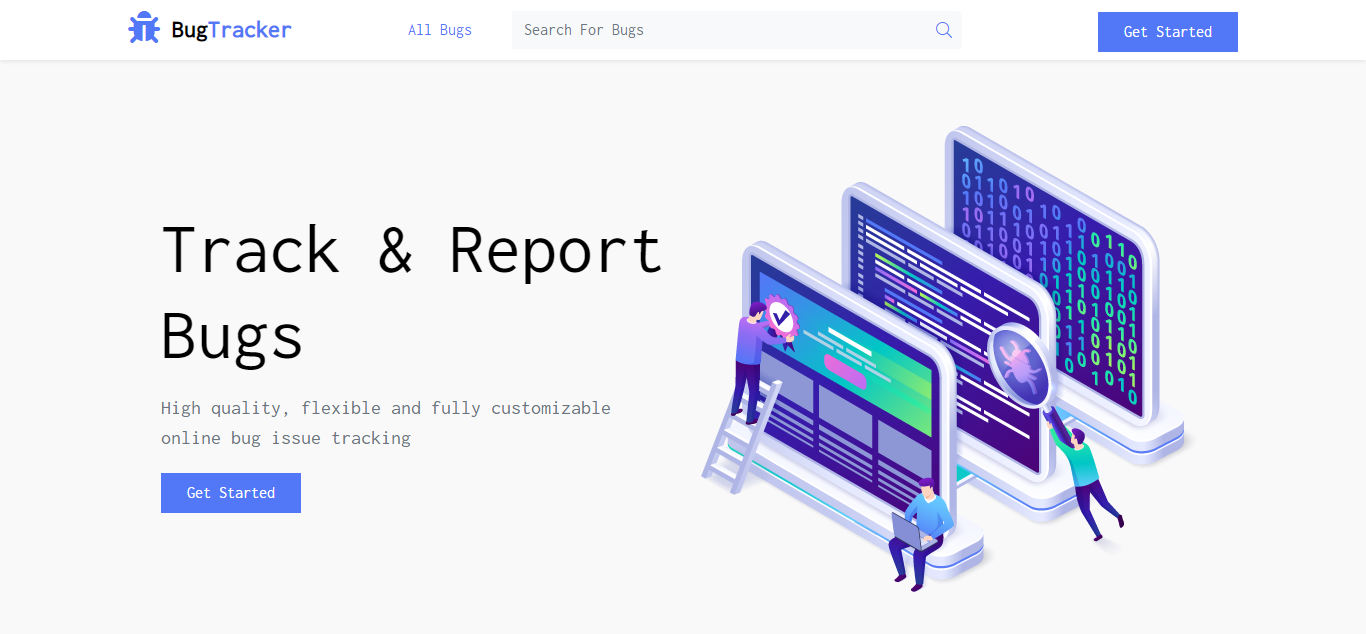 BugTracker
All Bugs
Search For Bugs
Get Started
Track & Report
Bugs
High quality, flexible and fully customizable
online bug issue tracking
Get Started